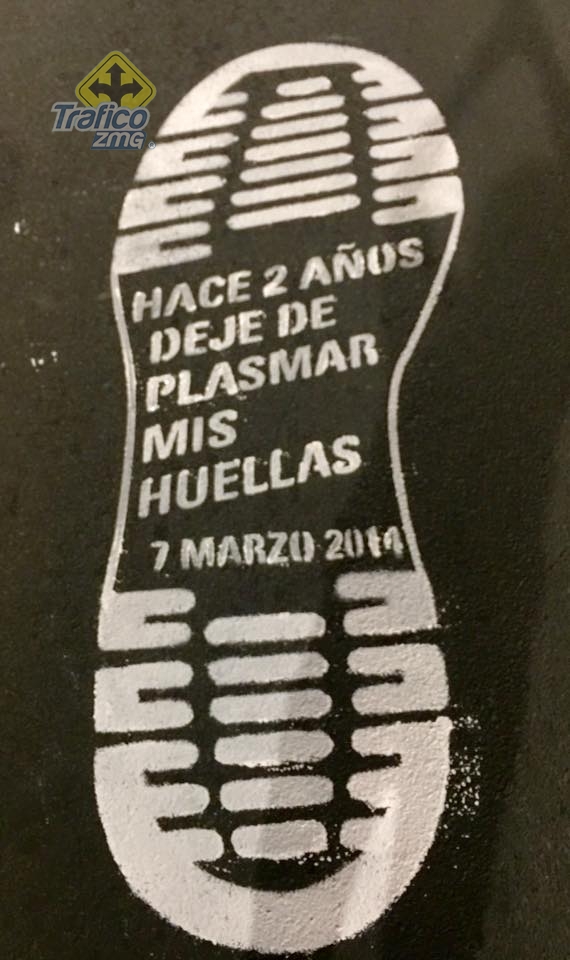 Trafico
ZMG
HACE 2 AÑOS
DEJE DE
PLASMAR
MIS
HUELLAS
7 MARZO 2014